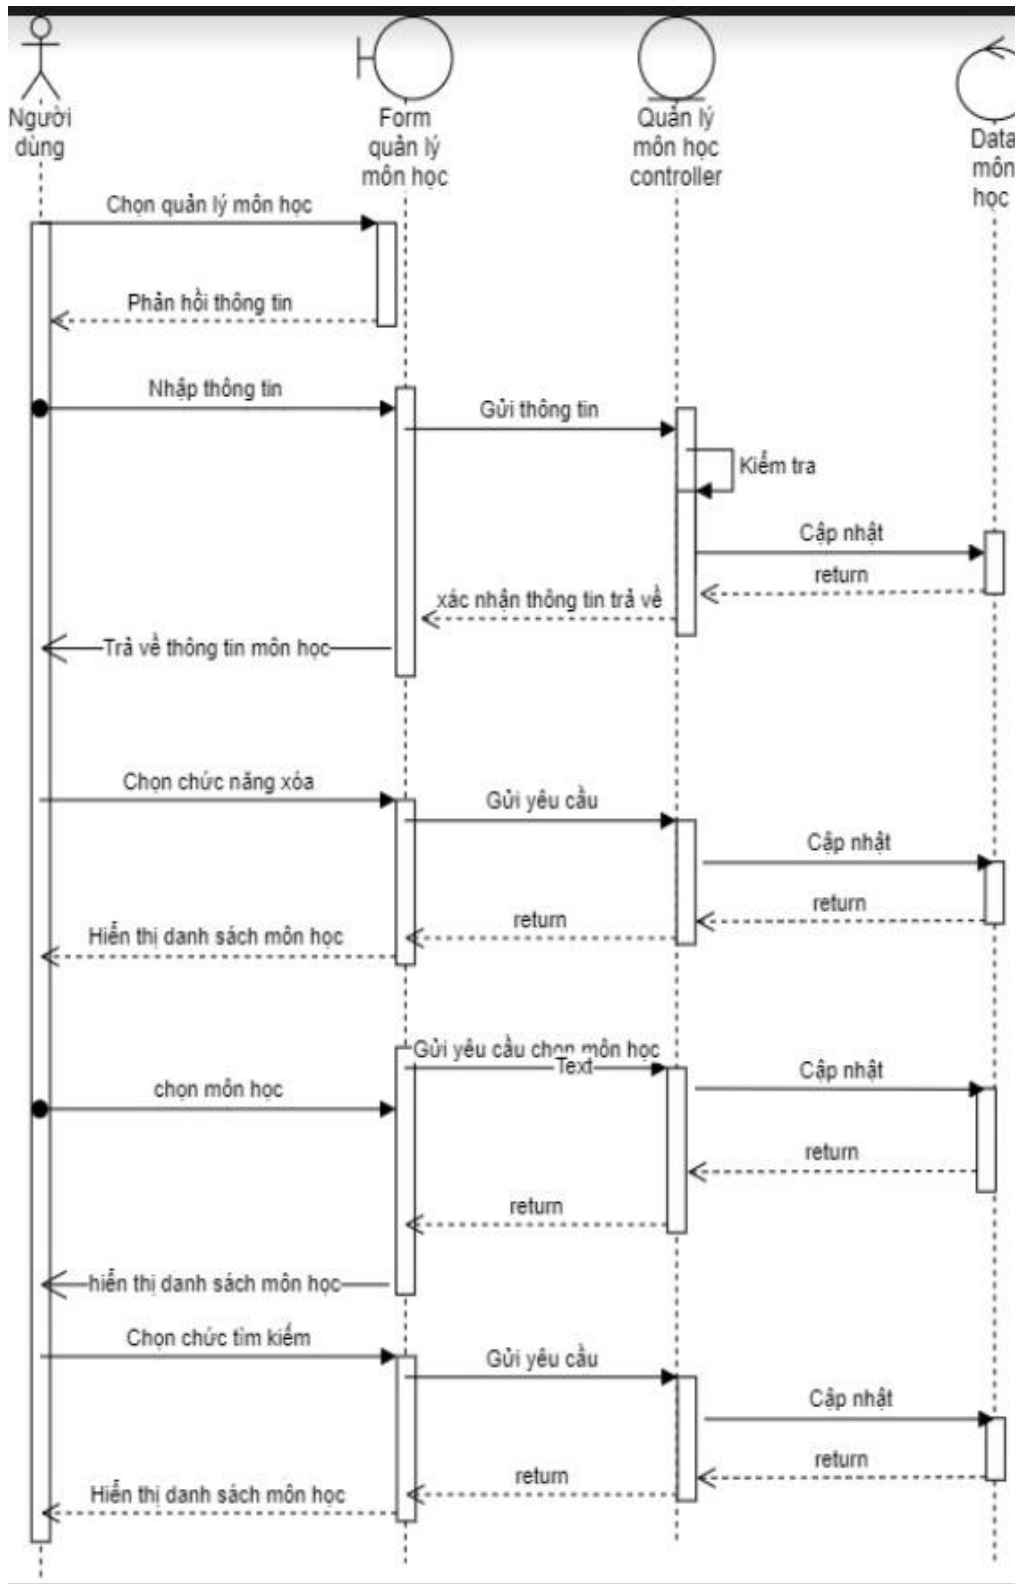 Người
dùng
Form
quản lý
môn học
Quản lý
môn học
controller
Data
môn
học
Chọn quản lý môn học
Phản hồi thông tin
Nhập thông tin
Gửi thông tin
Kiểm tra
Cập nhật
return
xác nhận thông tin trả về
Trả về thông tin môn học
Chọn chức năng xóa
Gửi yêu cầu
Cập nhật
return
return
Hiển thị danh sách môn học
Gửi yêu cầu chọn môn học
Text
Cập nhật
chọn môn học
return
return
hiển thị danh sách môn học
Chọn chức tìm kiếm
Gửi yêu cầu
Cập nhật
return
return
Hiển thị danh sách môn học